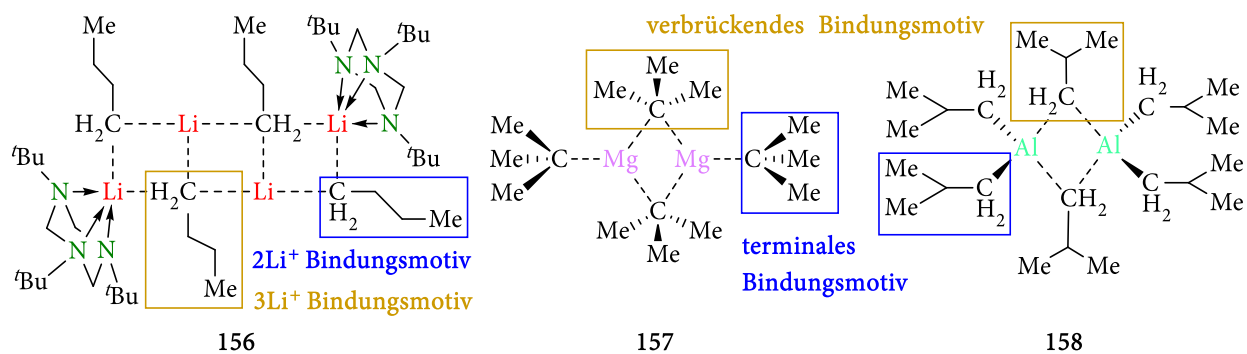 verbrückendes Bindungsmotiv
Me Me tBu tBu
N N
Me Me
H2
Me
H2C
H2
Me
Me
Me
Me Me
C
Me
Me
H2C Li CH2 Li N
tBu
Me
Me
Me
C Mg Mg C
Me
Me
Me
Al Al
tBu
N Li H2C Li
H2
Me
Me
Me
H2
Me
Me
H2
CH2
C
Me Me
Me
N N
tBu
tBu
Me
2Li+ Bindungsmotiv
3Li+ Bindungsmotiv
terminales
Bindungsmotiv
Me Me
156 157 158